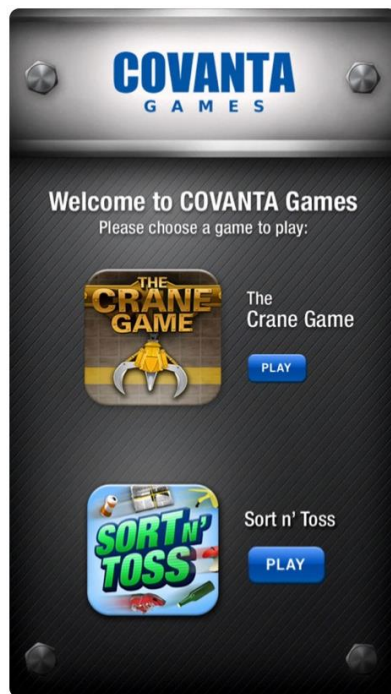 COVANTA
GAMES
Welcome to COVANTA Games
Please choose a game to play:
THE
CRANE
GAME
The
Crane Game
PLAY
SORT N'
TOSS
Sort n' Toss
PLAY